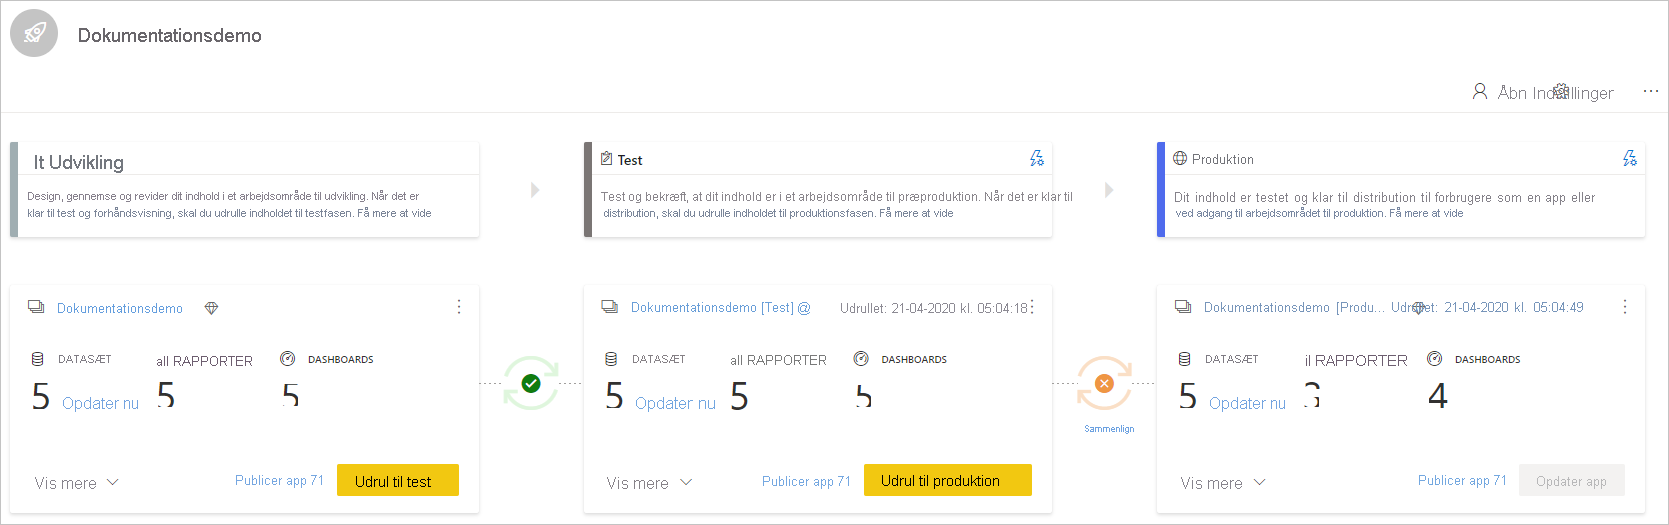 Dokumentationsdemo
Åbn Indstillinger
It Udvikling
Design, gennemse og revider dit indhold i et arbejdsområde til udvikling. Når det er
klar til test og forhåndsvisning, skal du udrulle indholdet til testfasen. Få mere at vide
Test
Test og bekræft, at dit indhold er i et arbejdsområde til præproduktion. Når det er klar til
distribution, skal du udrulle indholdet til produktionsfasen. Få mere at vide
Produktion
Dit indhold er testet og klar til distribution til forbrugere som en app eller
ved adgang til arbejdsområdet til produktion. Få mere at vide
Dokumentationsdemo
DATASÆT
all RAPPORTER
DASHBOARDS
5 Opdater nu
5
5
Vis mere
Publicer app 71
Udrul til test
Dokumentationsdemo [Test] @
Udrullet: 21-04-2020 kl. 05:04:18
DATASÆT
all RAPPORTER
DASHBOARDS
5 Opdater nu
5
5
Sammenlign
Vis mere
Publicer app 71
Udrul til produktion
Dokumentationsdemo [Produ...
Udrullet: 21-04-2020 kl. 05:04:49
DATASÆT
il RAPPORTER
DASHBOARDS
5 Opdater nu
3
4
Vis mere
Publicer app 71
Opdater app